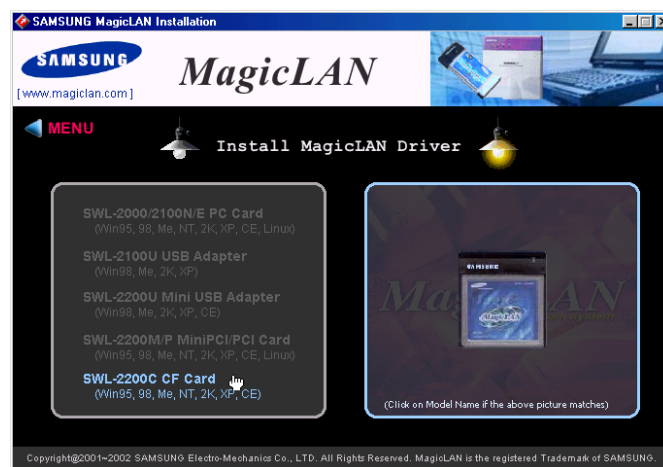 SAMSUNG MagicLAN Installation
SAMSUNG
[www.magiclan.com]
MagicLAN
MENU
Install MagicLAN Driver
SWL-2000/2100N/E PC Card
(Win95, 98, Me, NT, 2K, XP, CE, Linux)
SWL-2100U USB Adapter
(Win98, Me, 2K, XP)
SWL-2200U Mini USB Adapter
(Win98, Me, 2K, XP, CE)
SWL-2200M/P MiniPCI/PCI Card
(Win95, 98, Me, NT, 2K, XP, CE, Linux)
SWL-2200C CF Card
(Win95, 98, Me, NT, 2K, XP, CE)
SAMSUNG
MagicLAN
(Click on Model Name if the above picture matches)
Copyright@2001~2002 SAMSUNG Electro-Mechanics Co., LTD. All Rights Reserved. MagicLAN is the registered Trademark of SAMSUNG.